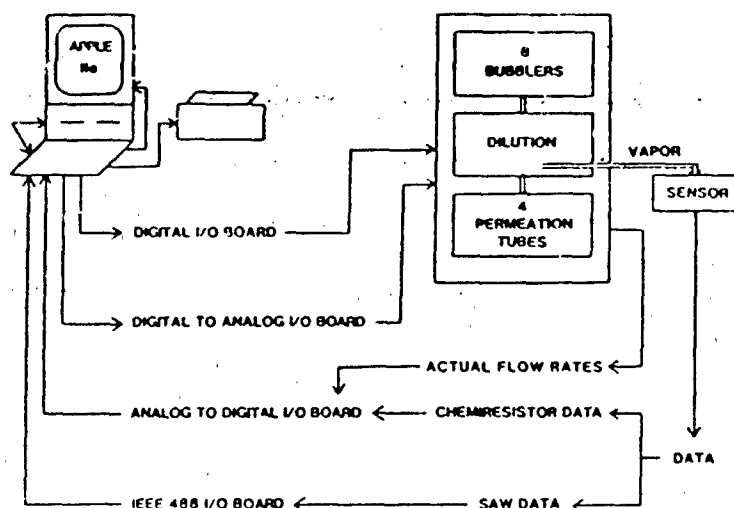 APPLE
IIe
8
BUBBLERS
DILUTION
VAPOR
SENSOR
4
PERMEATION
TUBES
DIGITAL I/O BOARD
DIGITAL TO ANALOG I/O BOARD
ACTUAL FLOW RATES
ANALOG TO DIGITAL I/O BOARD
CHEMIRESISTOR DATA
DATA
IEEE 488 I/O BOARD
SAW DATA